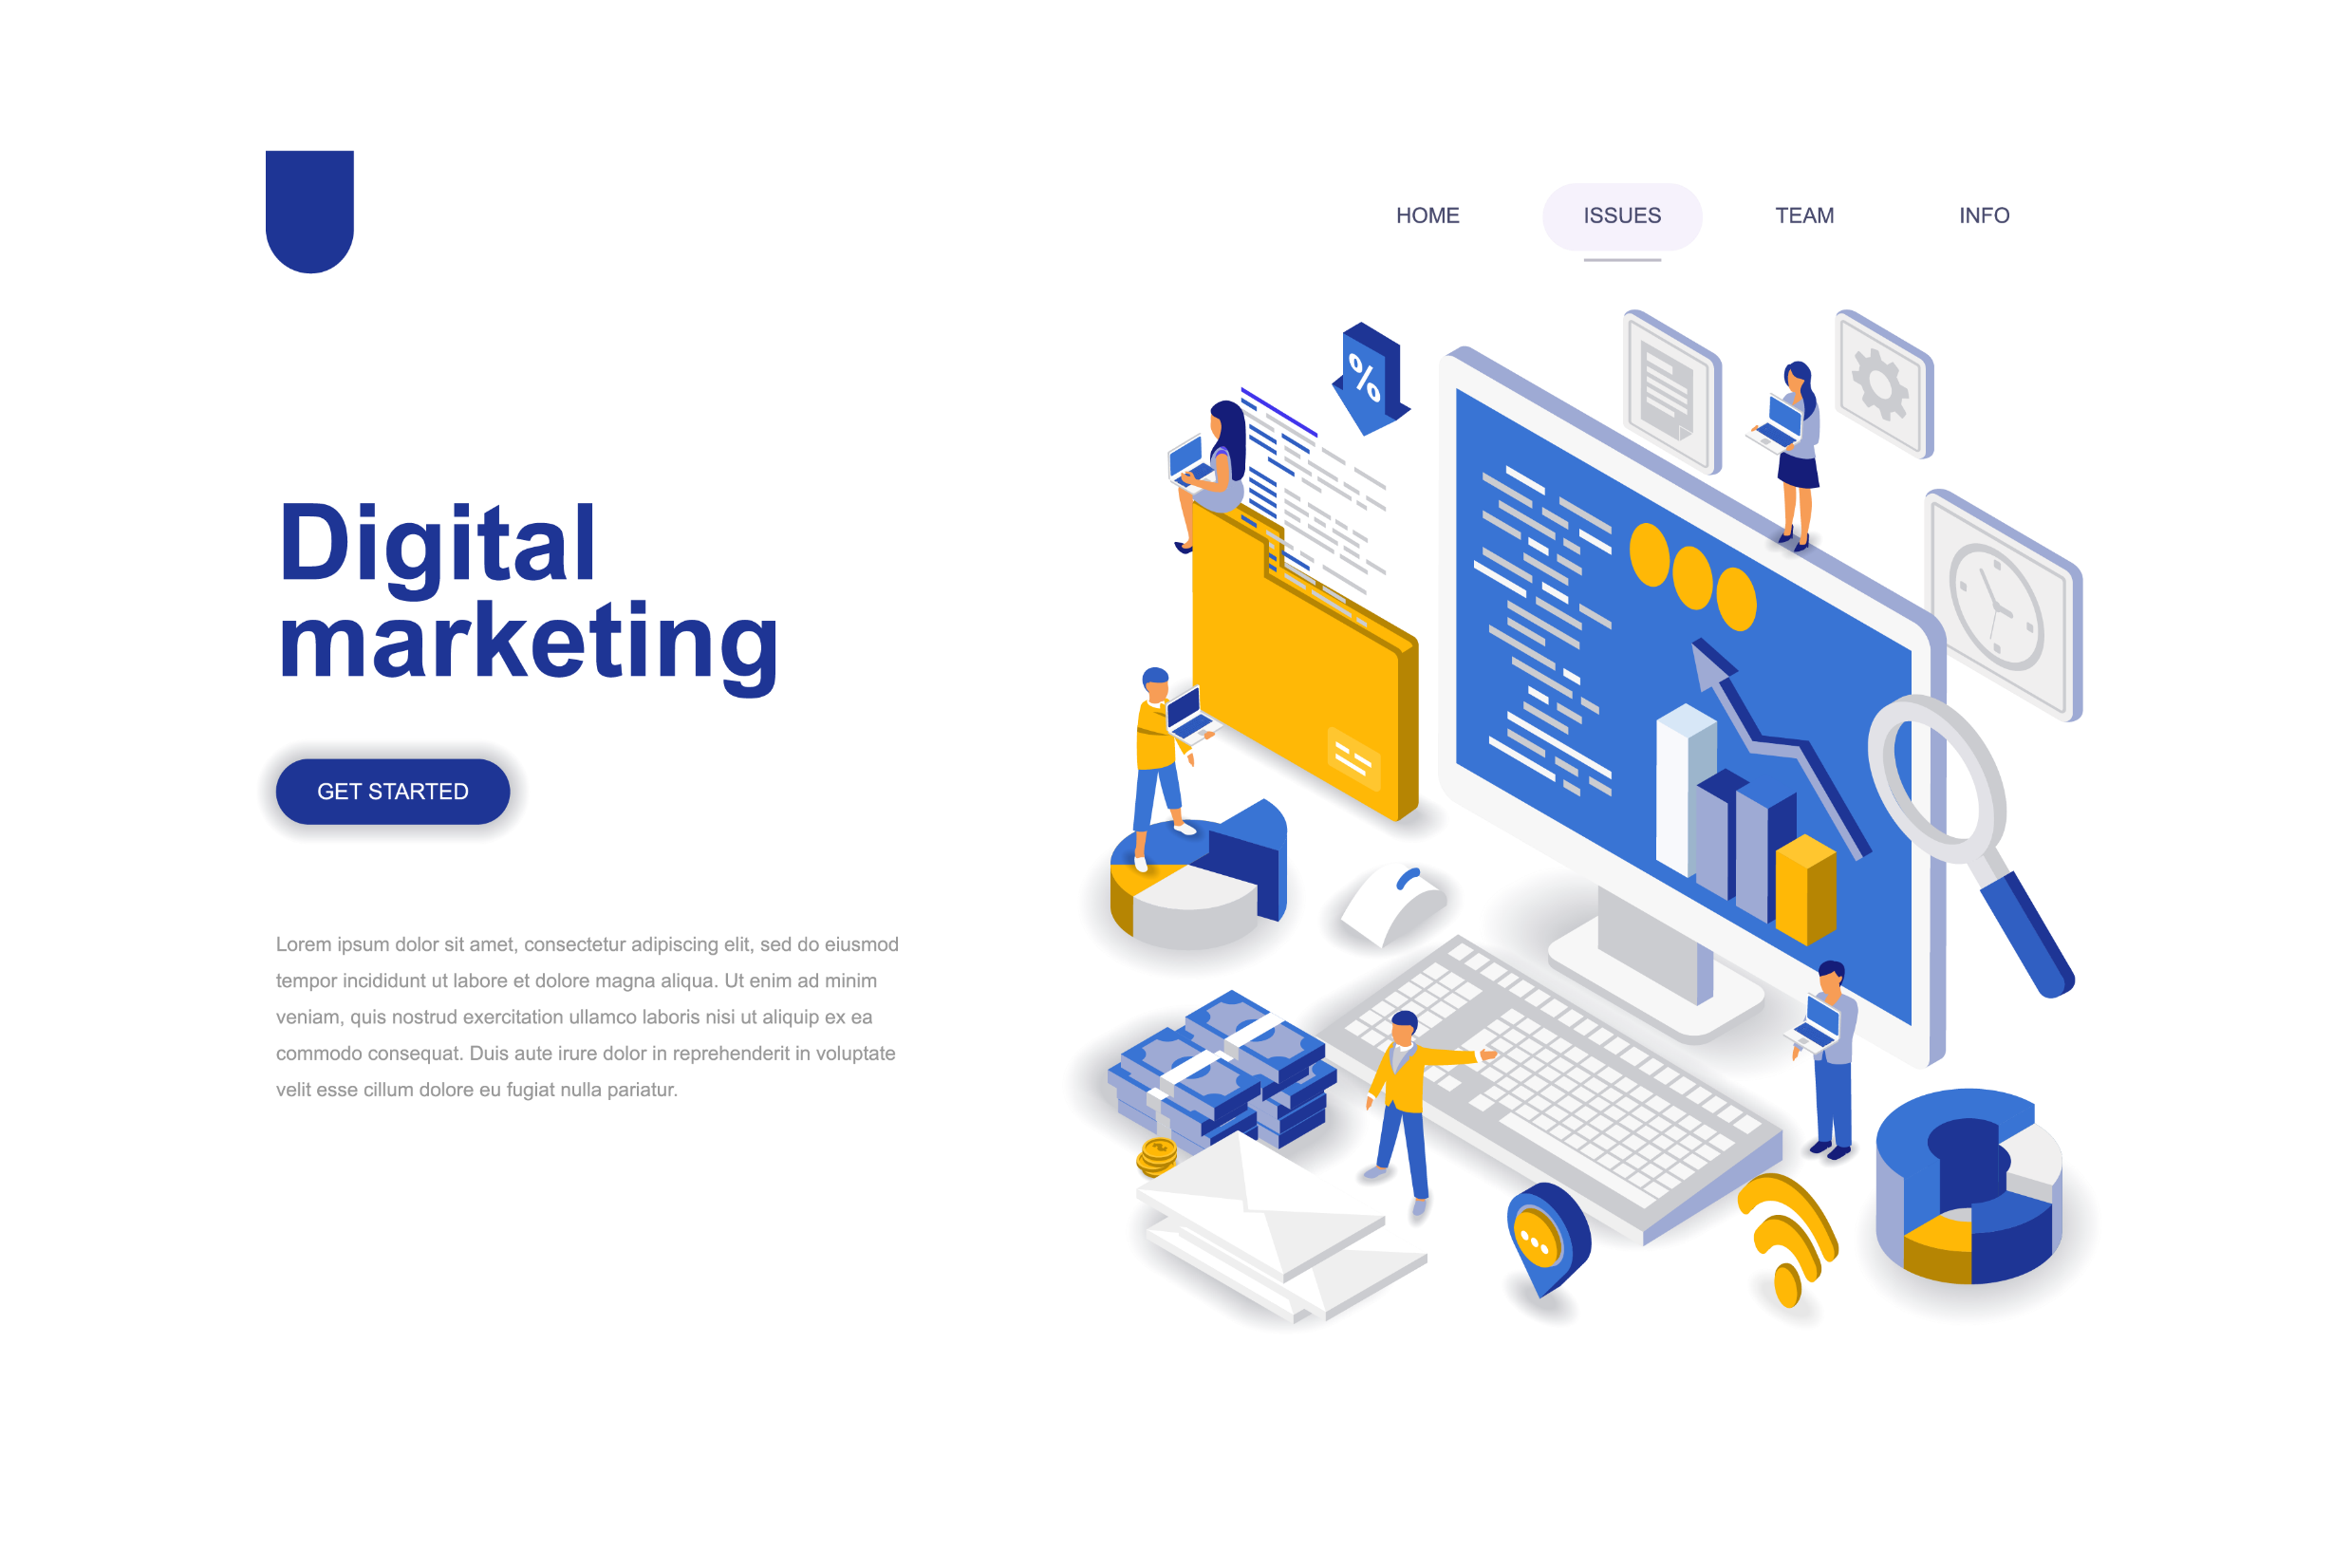 HOME
ISSUES
TEAM
INFO
%
Digital
marketing
GET STARTED
Lorem ipsum dolor sit amet, consectetur adipiscing elit, sed do eiusmod
tempor incididunt ut labore et dolore magna aliqua. Ut enim ad minim
veniam, quis nostrud exercitation ullamco laboris nisi ut aliquip ex ea
commodo consequat. Duis aute irure dolor in reprehenderit in voluptate
velit esse cillum dolore eu fugiat nulla pariatur.